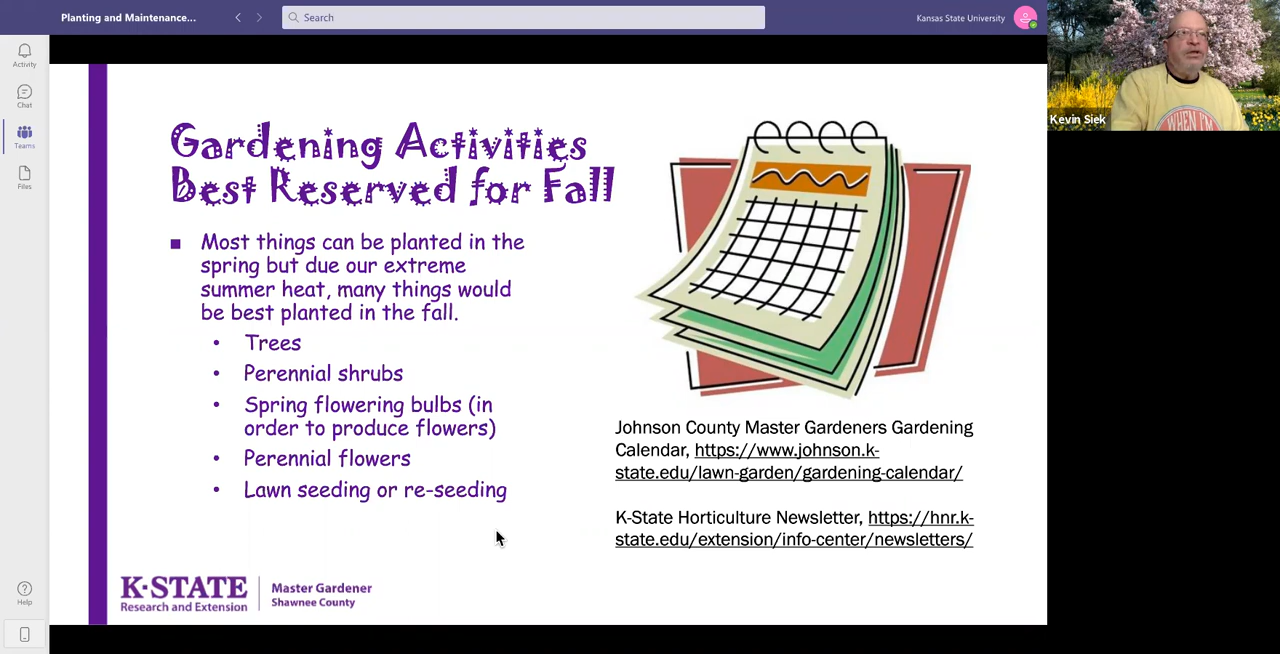 Planting and Maintenance...
Search
Kansas State University
Activity
Chat
Teams
Files
Help
Kevin Siek
WHEN I'M
Gardening Activities
Best Reserved for Fall
■ Most things can be planted in the
spring but due our extreme
summer heat, many things would
be best planted in the fall.
• Trees
• Perennial shrubs
• Spring flowering bulbs (in
order to produce flowers)
• Perennial flowers
• Lawn seeding or re-seeding
Johnson County Master Gardeners Gardening
Calendar, https://www.johnson.k-
state.edu/lawn-garden/gardening-calendar/
K-State Horticulture Newsletter, https://hnr.k-
state.edu/extension/info-center/newsletters/
K-STATE
Research and Extension
Master Gardener
Shawnee County